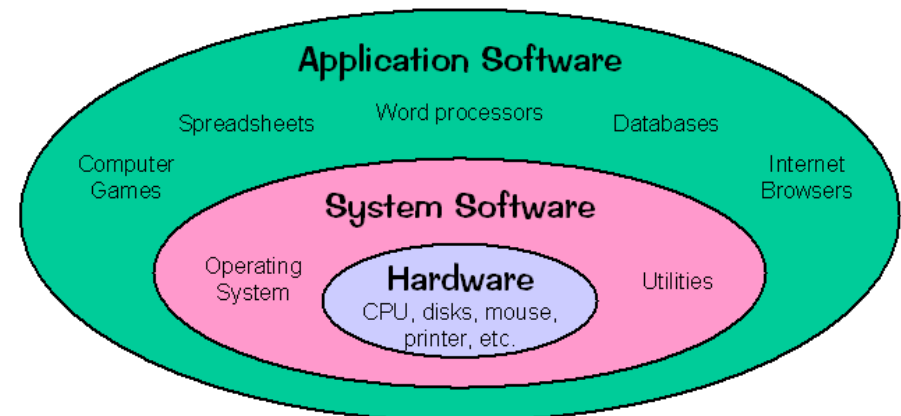 Application Software
Word processors
Spreadsheets
Databases
Computer
Games
Internet
Browsers
System Software
Operating
System
Utilities
Hardware
CPU, disks, mouse,
printer, etc.